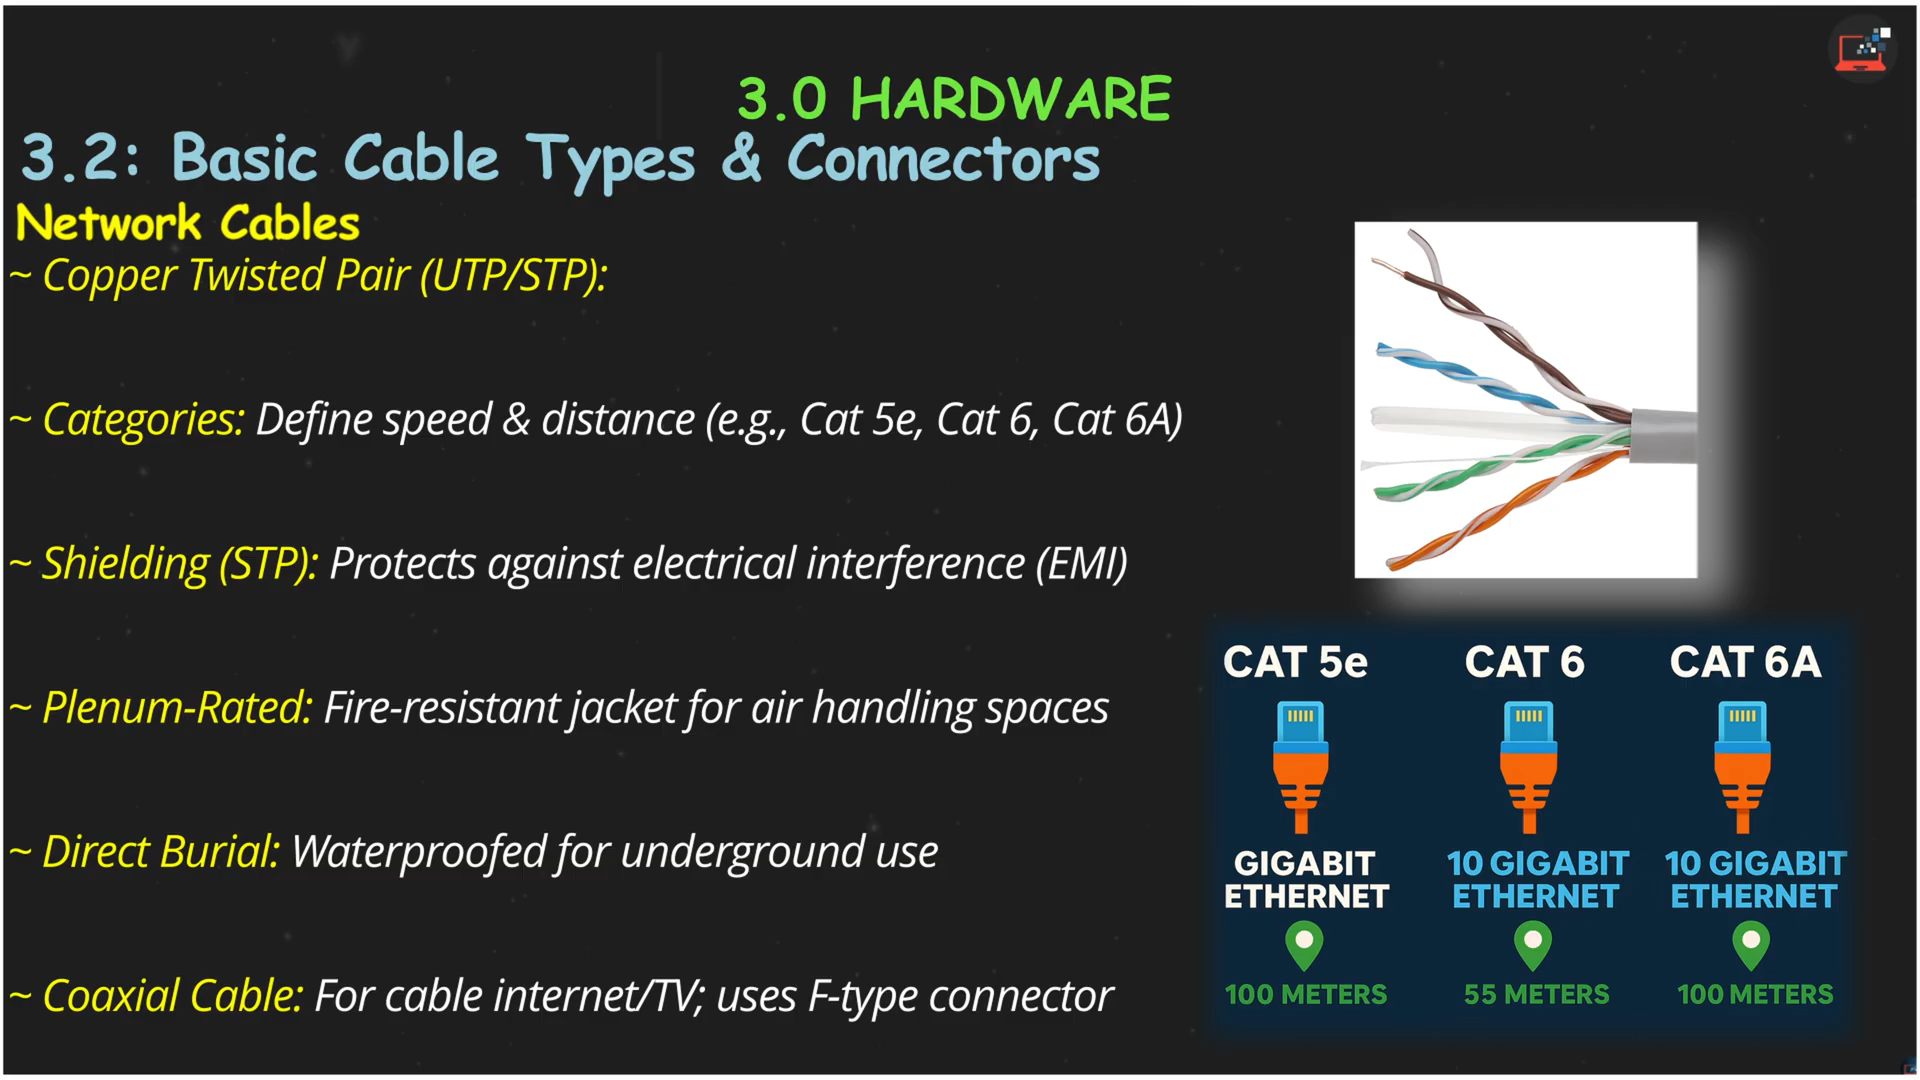 3.0 HARDWARE
3.2: Basic Cable Types & Connectors
Network Cables
~ Copper Twisted Pair (UTP/STP):
~ Categories: Define speed & distance (e.g., Cat 5e, Cat 6, Cat 6A)
~ Shielding (STP): Protects against electrical interference (EMI)
~ Plenum-Rated: Fire-resistant jacket for air handling spaces
~ Direct Burial: Waterproofed for underground use
~ Coaxial Cable: For cable internet/TV; uses F-type connector
CAT 5e
GIGABIT
ETHERNET
100 METERS
CAT 6
10 GIGABIT
ETHERNET
55 METERS
CAT 6A
10 GIGABIT
ETHERNET
100 METERS